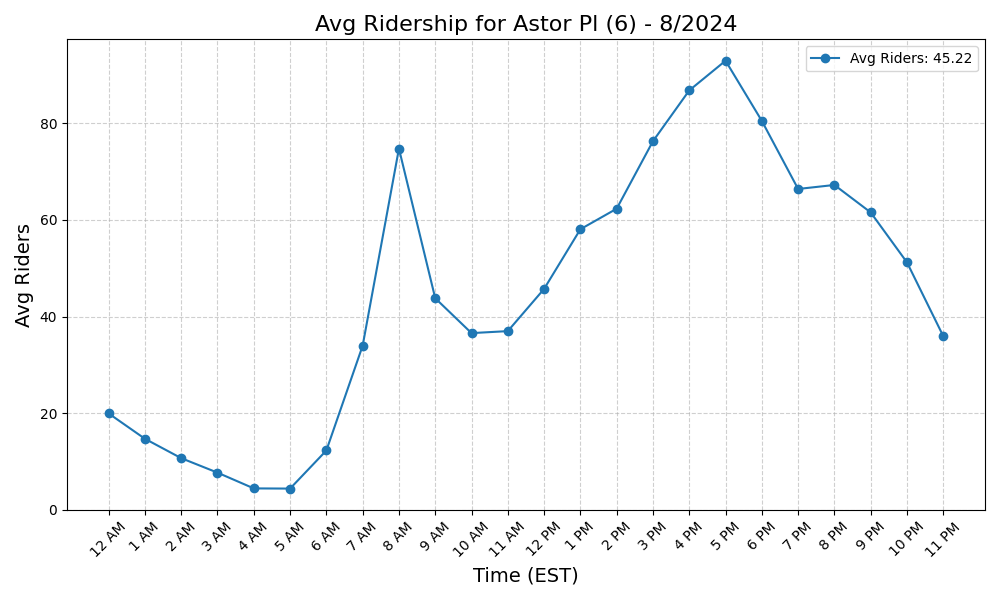 Avg Ridership for Astor Pl (6) - 8/2024
Avg Riders: 45.22
Avg Riders
80
60
40
20
0
12 AM
1 AM
2 AM
3 AM
4 AM
5 AM
6 AM
7 AM
8 AM
9 AM
10 AM
11 AM
12 PM
1 PM
2 PM
3 PM
4 PM
5 PM
6 PM
7 PM
8 PM
9 PM
10 PM
11 PM
Time (EST)